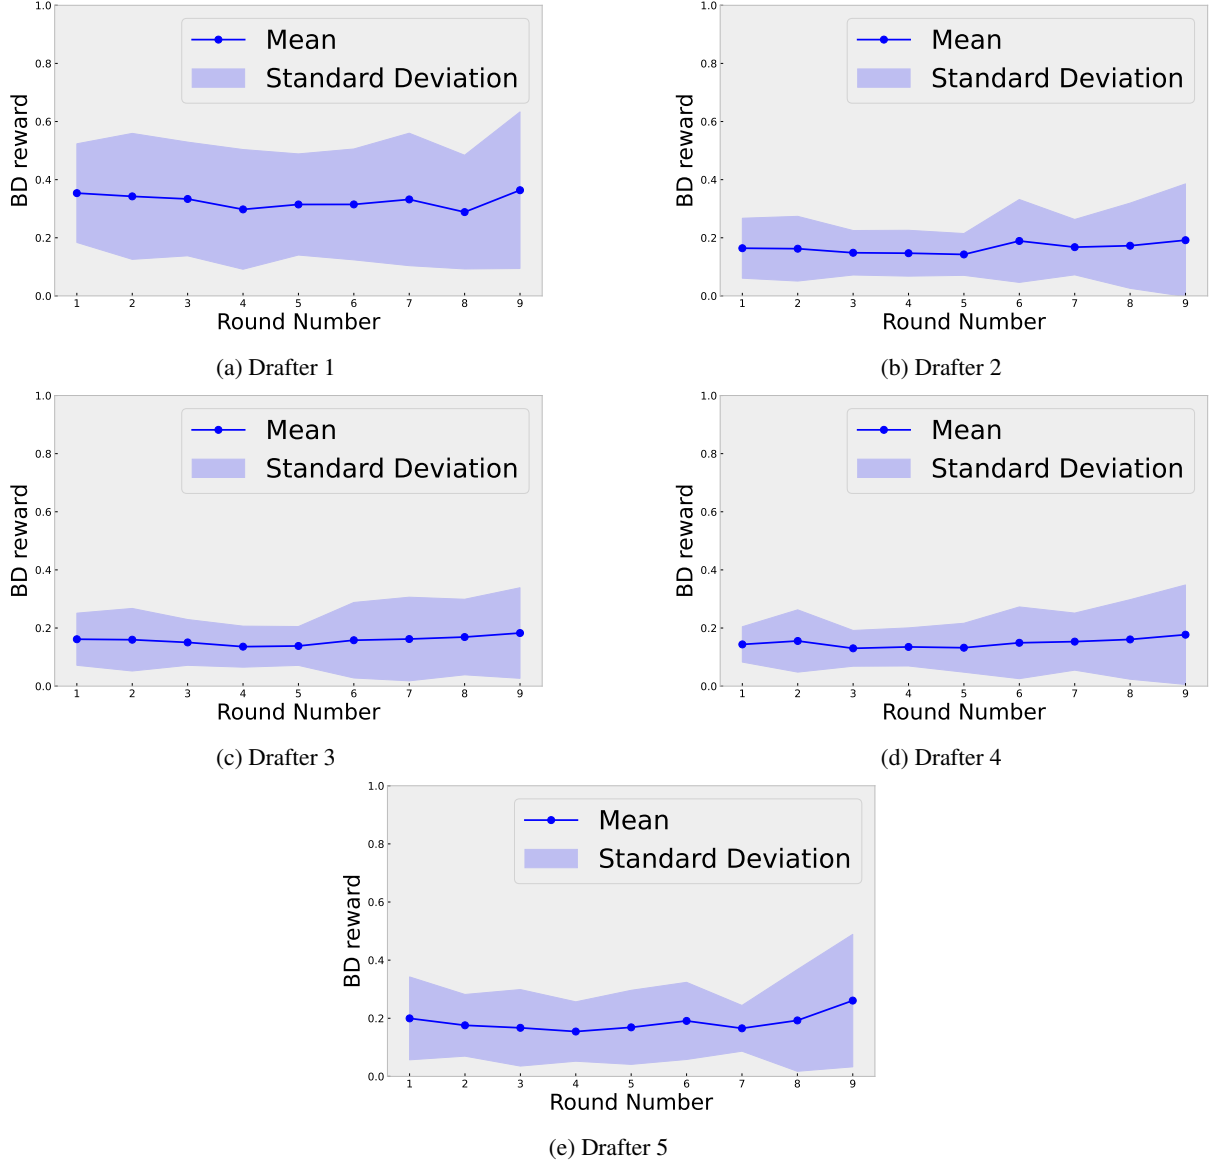 1.0
0.8
0.6
0.4
0.2
0.0
BD reward
Mean
Standard Deviation
1 2 3 4 5 6 7 8 9
Round Number
(a) Drafter 1
1.0
0.8
0.6
0.4
0.2
0.0
BD reward
Mean
Standard Deviation
1 2 3 4 5 6 7 8 9
Round Number
(b) Drafter 2
1.0
0.8
0.6
0.4
0.2
0.0
BD reward
Mean
Standard Deviation
1 2 3 4 5 6 7 8 9
Round Number
(c) Drafter 3
1.0
0.8
0.6
0.4
0.2
0.0
BD reward
Mean
Standard Deviation
1 2 3 4 5 6 7 8 9
Round Number
(d) Drafter 4
1.0
0.8
0.6
0.4
0.2
0.0
BD reward
Mean
Standard Deviation
1 2 3 4 5 6 7 8 9
Round Number
(e) Drafter 5